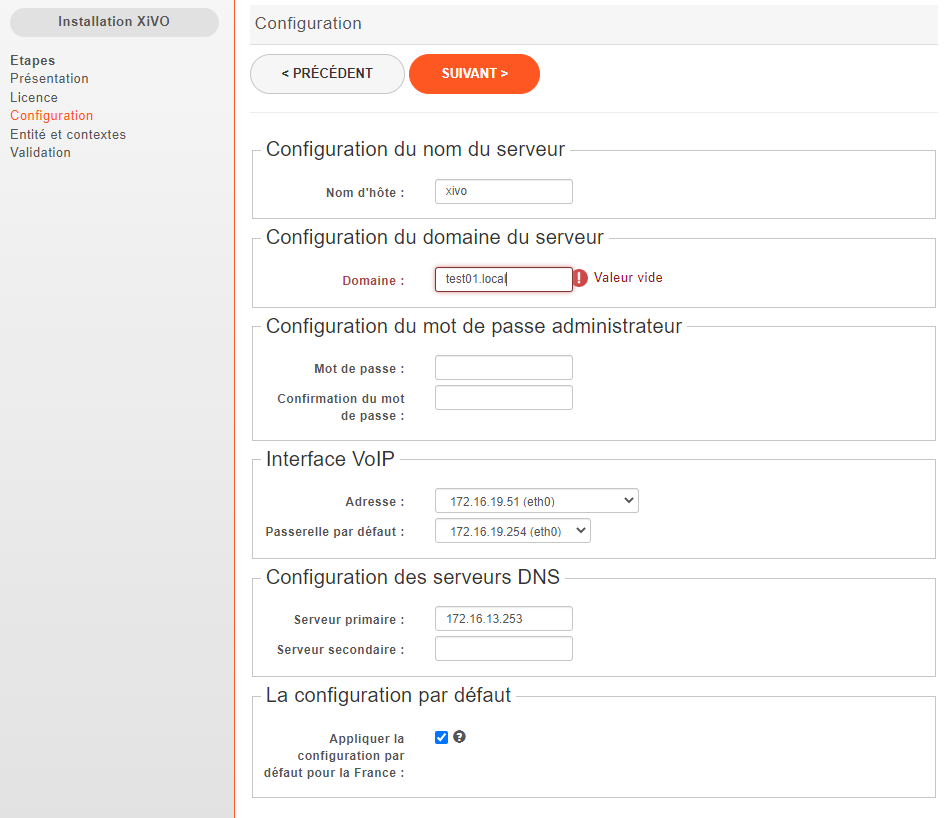 Installation XiVO
Etapes
Présentation
Licence
Configuration
Entité et contextes
Validation
Configuration
< PRÉCÉDENT
SUIVANT >
Configuration du nom du serveur
Nom d'hôte :
xivo
Configuration du domaine du serveur
Domaine :
test01.local
! Valeur vide
Configuration du mot de passe administrateur
Mot de passe :
Confirmation du mot
de passe :
Interface VoIP
Adresse :
172.16.19.51 (eth0)
Passerelle par défaut :
172.16.19.254 (eth0)
Configuration des serveurs DNS
Serveur primaire :
172.16.13.253
Serveur secondaire :
La configuration par défaut
Appliquer la
configuration par
défaut pour la France :
?